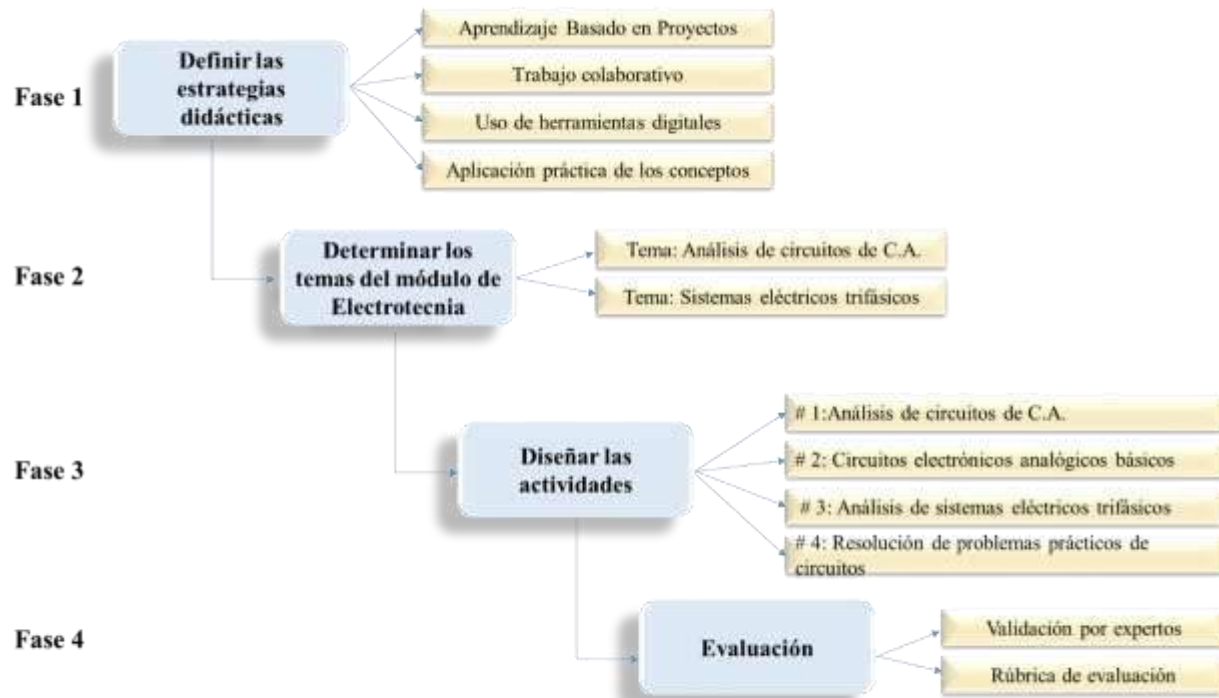 Fase 1
Definir las
estrategias
didácticas
Aprendizaje Basado en Proyectos
Trabajo colaborativo
Uso de herramientas digitales
Aplicación práctica de los conceptos
Fase 2
Determinar los
temas del módulo de
Electrotecnia
Tema: Análisis de circuitos de C.A.
Tema: Sistemas eléctricos trifásicos
Fase 3
Diseñar las
actividades
# 1:Análisis de circuitos de C.A.
# 2: Circuitos electrónicos analógicos básicos
# 3: Análisis de sistemas eléctricos trifásicos
# 4: Resolución de problemas prácticos de
circuitos
Fase 4
Evaluación
Validación por expertos
Rúbrica de evaluación